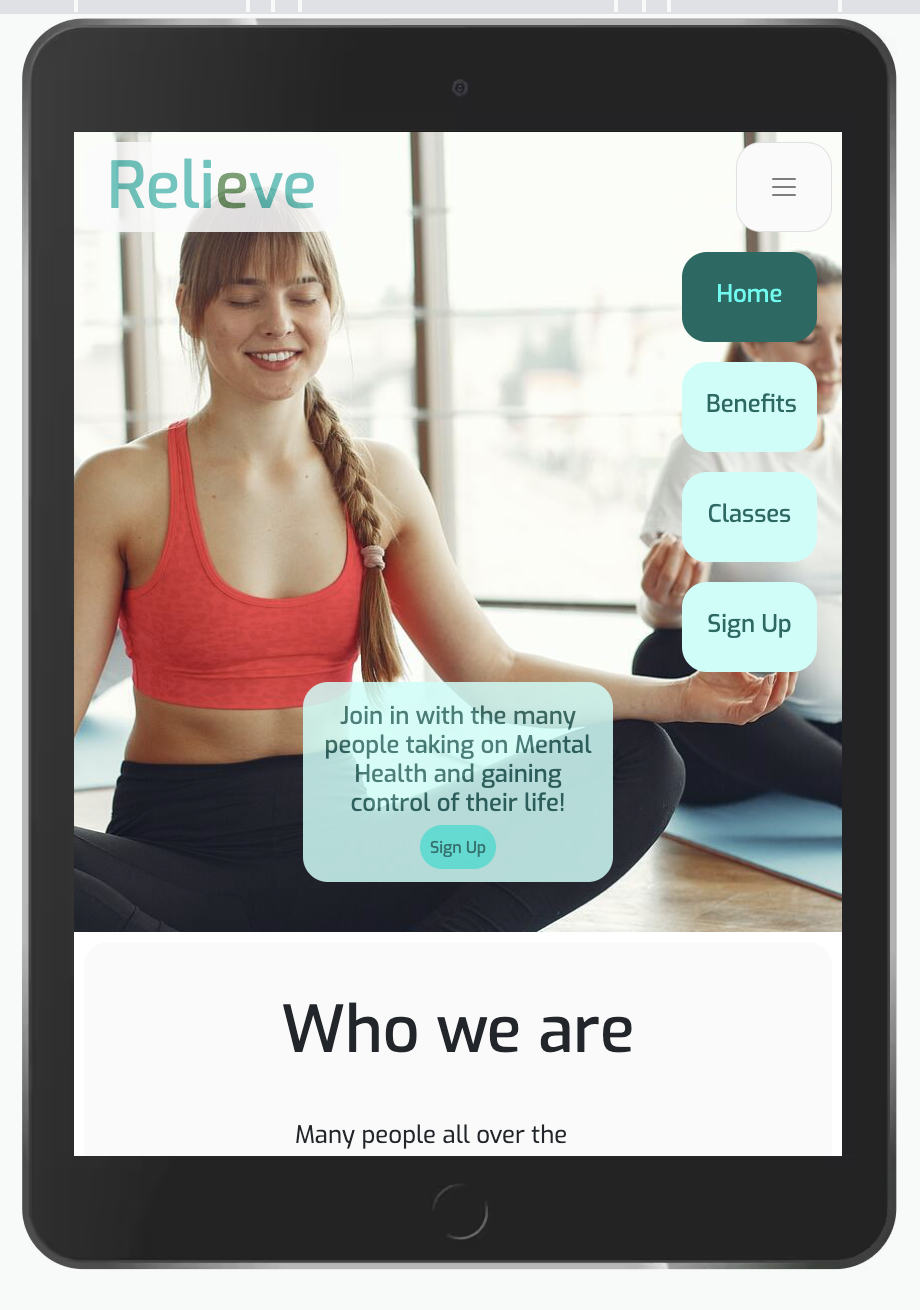 Relieve
Home
Benefits
Classes
Sign Up
Join in with the many
people taking on Mental
Health and gaining
control of their life!
Sign Up
Who we are
Many people all over the